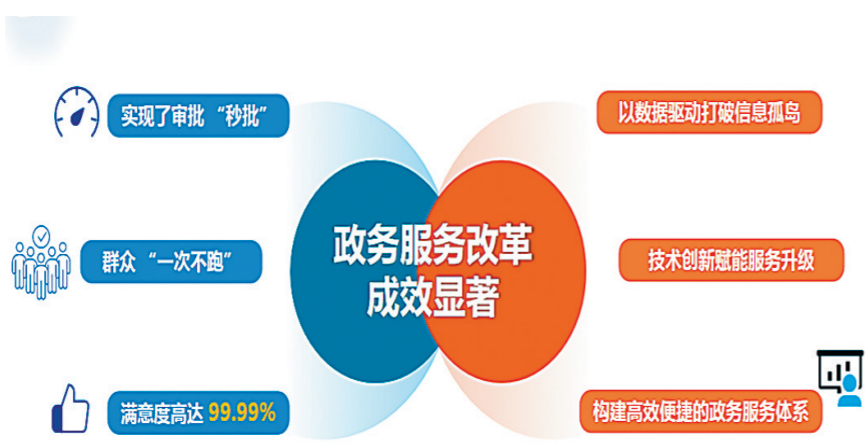 实现了审批“秒批”
群众“一次不跑”
满意度高达 99.99%
政务服务改革
成效显著
以数据驱动打破信息孤岛
技术创新赋能服务升级
构建高效便捷的政务服务体系